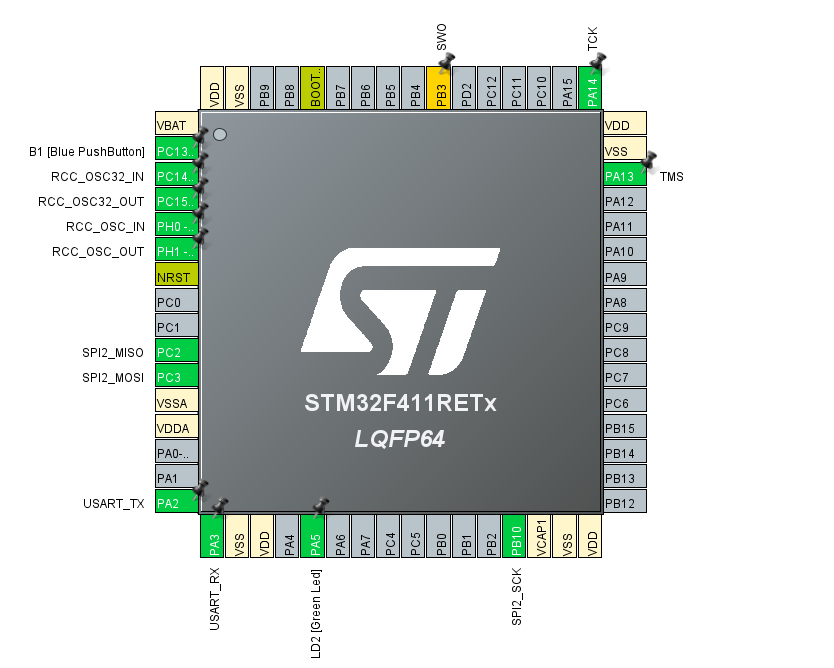 SWO
TCK
VDD
VSS
PB9
PB8
BOOT..
PB7
PB6
PB5
PB4
PB3
PD2
PC12
PC11
PC10
PA15
PA14
VBAT
B1 [Blue PushButton] PC13..
RCC_OSC32_IN PC14..
RCC_OSC32_OUT PC15..
RCC_OSC_IN PH0 -..
RCC_OSC_OUT PH1 -..
NRST
PC0
PC1
SPI2_MISO PC2
SPI2_MOSI PC3
VSSA
VDDA
PA0-..
PA1
USART_TX PA2
ST
STM32F411RETx
LQFP64
VDD
VSS
PA13 TMS
PA12
PA11
PA10
PA9
PA8
PC9
PC8
PC7
PC6
PB15
PB14
PB13
PB12
PA3
VSS
VDD
PA4
PA5
PA6
PA7
PC4
PC5
PB0
PB1
PB2
PB10
VCAP1
VSS
VDD
USART_RX
LD2 [Green Led]
SPI2_SCK